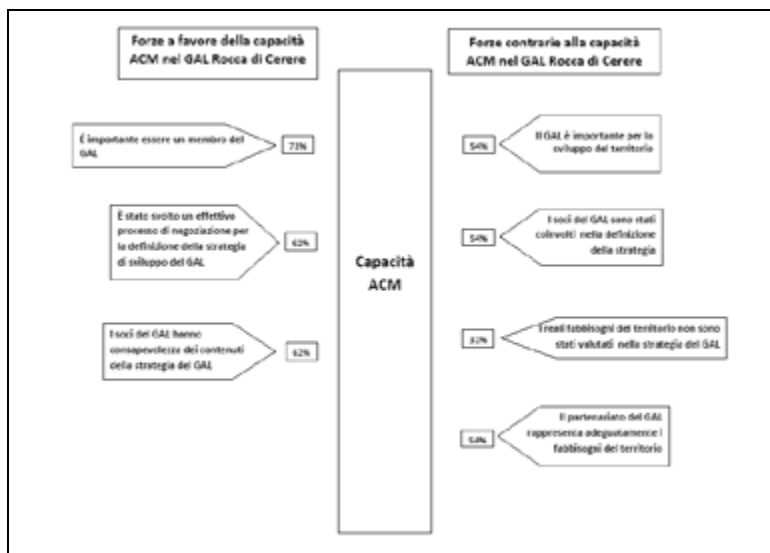 Forze a favore della capacità
ACM nel GAL Rocca di Cerere
Forze contrarie alla capacità
ACM nel GAL Rocca di Cerere
È importante essere un membro del
GAL
73%
È stato svolto un effettivo
processo di negoziazione per
la definizione della strategia
di sviluppo del GAL
I soci del GAL hanno
consapevolezza dei contenuti
della strategia del GAL
62%
Capacità
ACM
54%
Il GAL è importante per lo
sviluppo del territorio
54%
I soci del GAL sono stati
coinvolti nella definizione
della strategia
I reali fabbisogni del territorio non sono
stati valutati nella strategia del GAL
Il partenariato del GAL
rappresenta adeguatamente i
fabbisogni del territorio